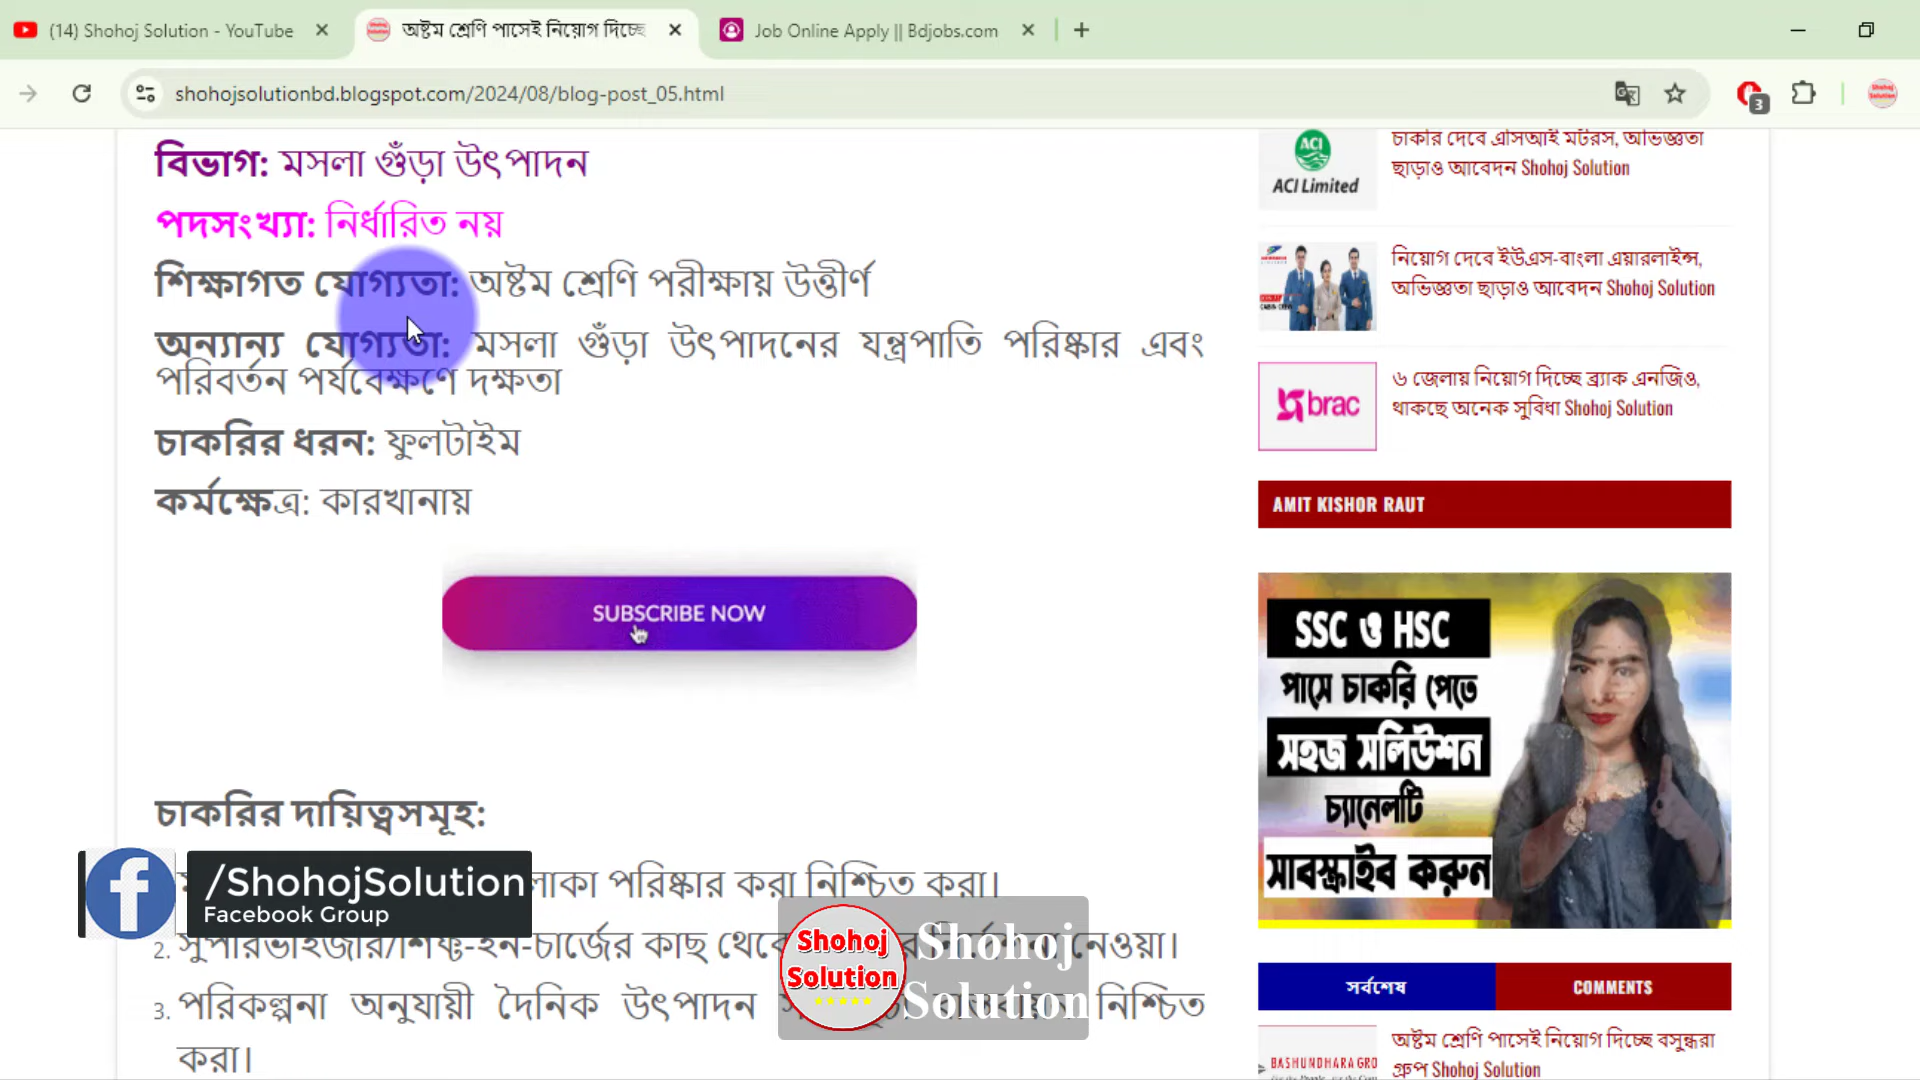 (14) Shohoj Solution - YouTube
অষ্টম শ্রেণি পাসেই নিয়োগ দিচ্ছে
Job Online Apply || Bdjobs.com
shohojsolutionbd.blogspot.com/2024/08/blog-post_05.html
3
বিভাগ: মসলা গুঁড়া উৎপাদন
পদসংখ্যা: নির্ধারিত নয়
শিক্ষাগত যোগ্যতা: অষ্টম শ্রেণি পরীক্ষায় উত্তীর্ণ
অন্যান্য যোগ্যতা: মসলা গুঁড়া উৎপাদনের যন্ত্রপাতি পরিষ্কার এবং
পরিবর্তন পর্যবেক্ষণে দক্ষতা
চাকরির ধরন: ফুলটাইম
কর্মক্ষেত্র: কারখানায়
SUBSCRIBE NOW
চাকরির দায়িত্বসমূহ:
লাকা পরিষ্কার করা নিশ্চিত করা।
2. সুপারভাইজার/শিফ্ট-ইন-চার্জের কাছ থেকে নেওয়া।
3. পরিকল্পনা অনুযায়ী দৈনিক উৎপাদন নিশ্চিত
করা।
/ShohojSolution
Facebook Group
Shohoj
Solution
Shohoj
Solution
ACI
ACI Limited
চাকরি দেবে এসিআই মটরস, অভিজ্ঞতা
ছাড়াও আবেদন Shohoj Solution
নিয়োগ দেবে ইউএস-বাংলা এয়ারলাইন্স,
অভিজ্ঞতা ছাড়াও আবেদন Shohoj Solution
brac
৬ জেলায় নিয়োগ দিচ্ছে ব্র্যাক এনজিও,
থাকছে অনেক সুবিধা Shohoj Solution
AMIT KISHOR RAUT
SSC ও HSC
পাসে চাকরি পেতে
সহজ সলিউশন
চ্যানেলটি
সাবস্ক্রাইব করুন
সর্বশেষ
COMMENTS
BASHUNDHARA GRO
অষ্টম শ্রেণি পাসেই নিয়োগ দিচ্ছে বসুন্ধরা
গ্রুপ Shohoj Solution